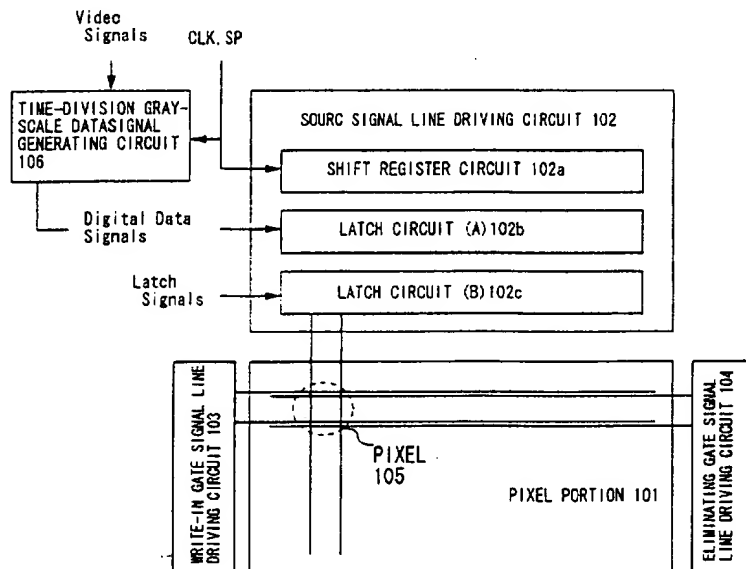 Video
Signals
CLK, SP
TIME-DIVISION GRAY-
SCALE DATASIGNAL
GENERATING CIRCUIT
106
SOURC SIGNAL LINE DRIVING CIRCUIT 102
SHIFT REGISTER CIRCUIT 102a
Digital Data
Signals
LATCH CIRCUIT (A)102b
Latch
Signals
LATCH CIRCUIT (B)102c
WRITE-IN GATE SIGNAL LINE
DRIVING CIRCUIT 103
PIXEL
105
PIXEL PORTION 101
ELIMINATING GATE SIGNAL
LINE DRIVING CIRCUIT 104